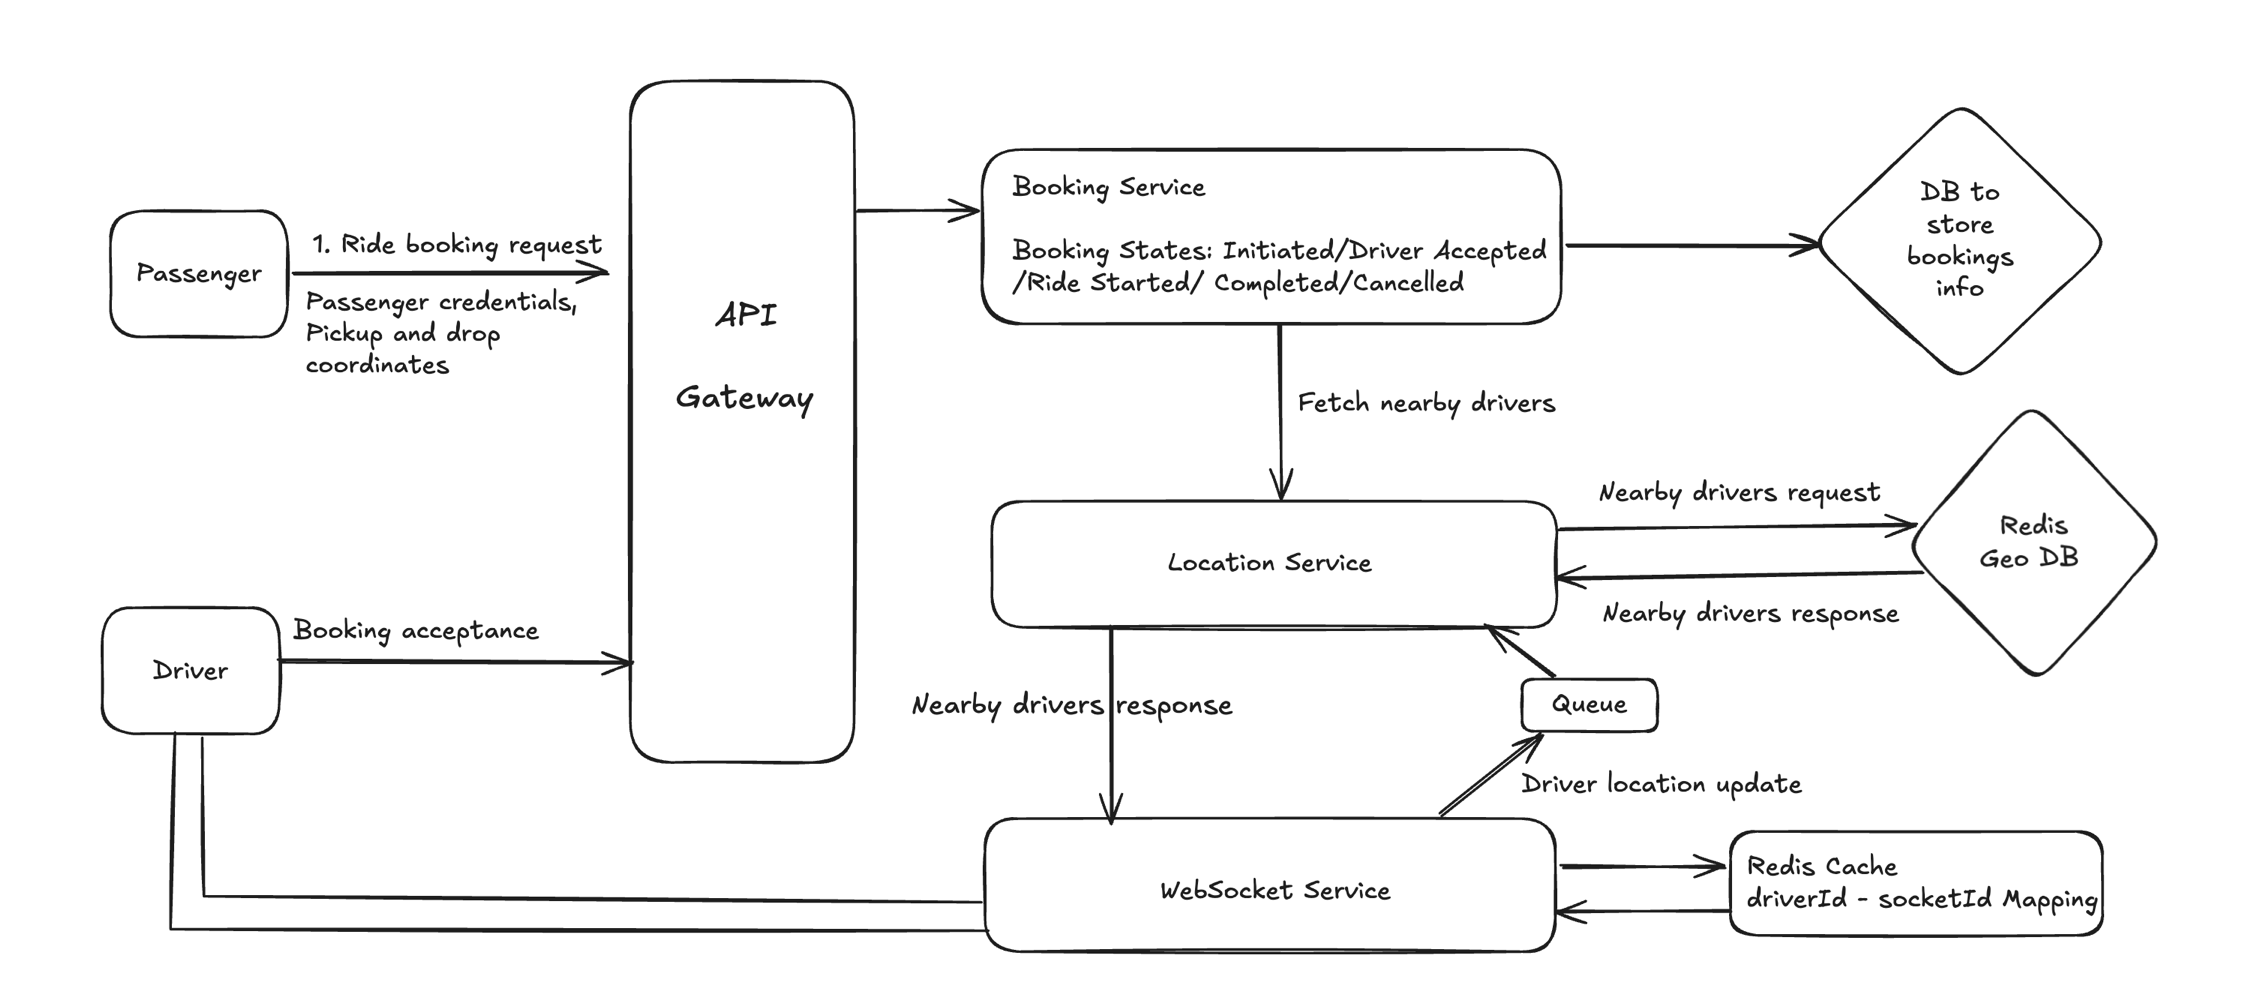 Passenger
1. Ride booking request
Passenger credentials,
Pickup and drop
coordinates
API
Gateway
Booking Service
Booking States: Initiated/Driver Accepted
/Ride Started/ Completed/Cancelled
DB to
store
bookings
info
Fetch nearby drivers
Location Service
Nearby drivers request
Nearby drivers response
Redis
Geo DB
Driver
Booking acceptance
Nearby drivers response
Queue
Driver location update
WebSocket Service
Redis Cache
driverId - socketId Mapping